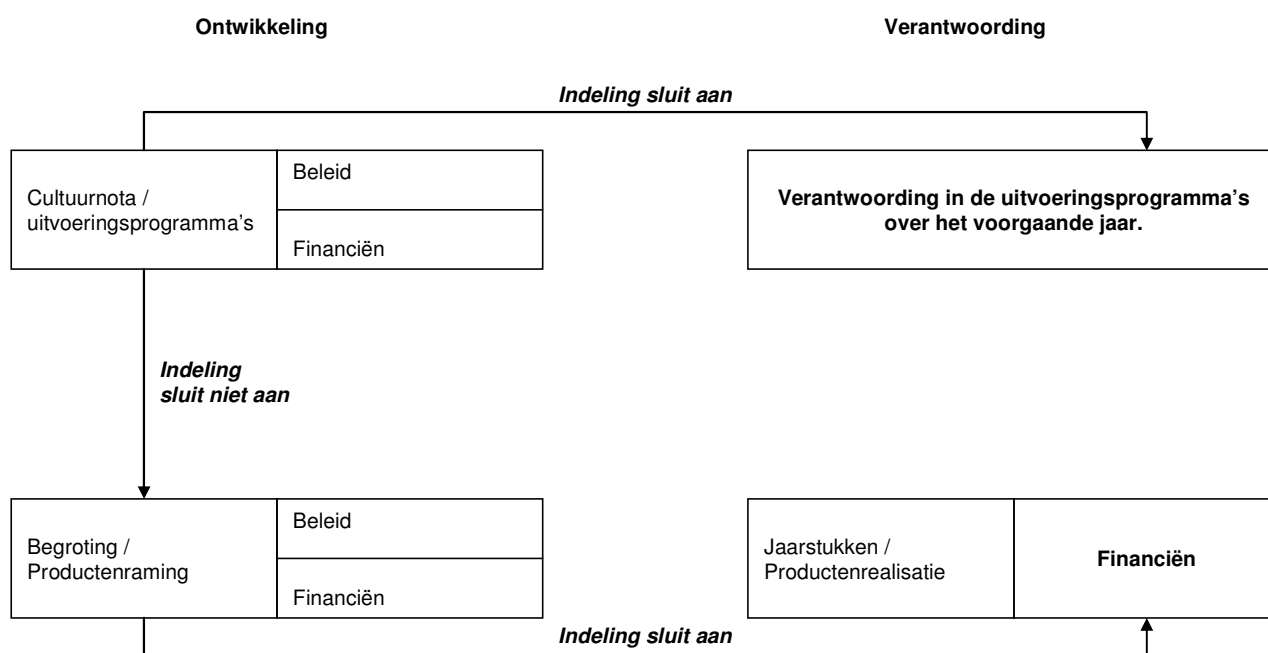 Ontwikkeling
Verantwoording
Indeling sluit aan
Cultuurnota /
uitvoeringsprogramma's
Beleid
Financiën
Verantwoording in de uitvoeringsprogramma's
over het voorgaande jaar.
Indeling
sluit niet aan
Begroting /
Productenraming
Beleid
Financiën
Jaarstukken /
Productenrealisatie
Financiën
Indeling sluit aan